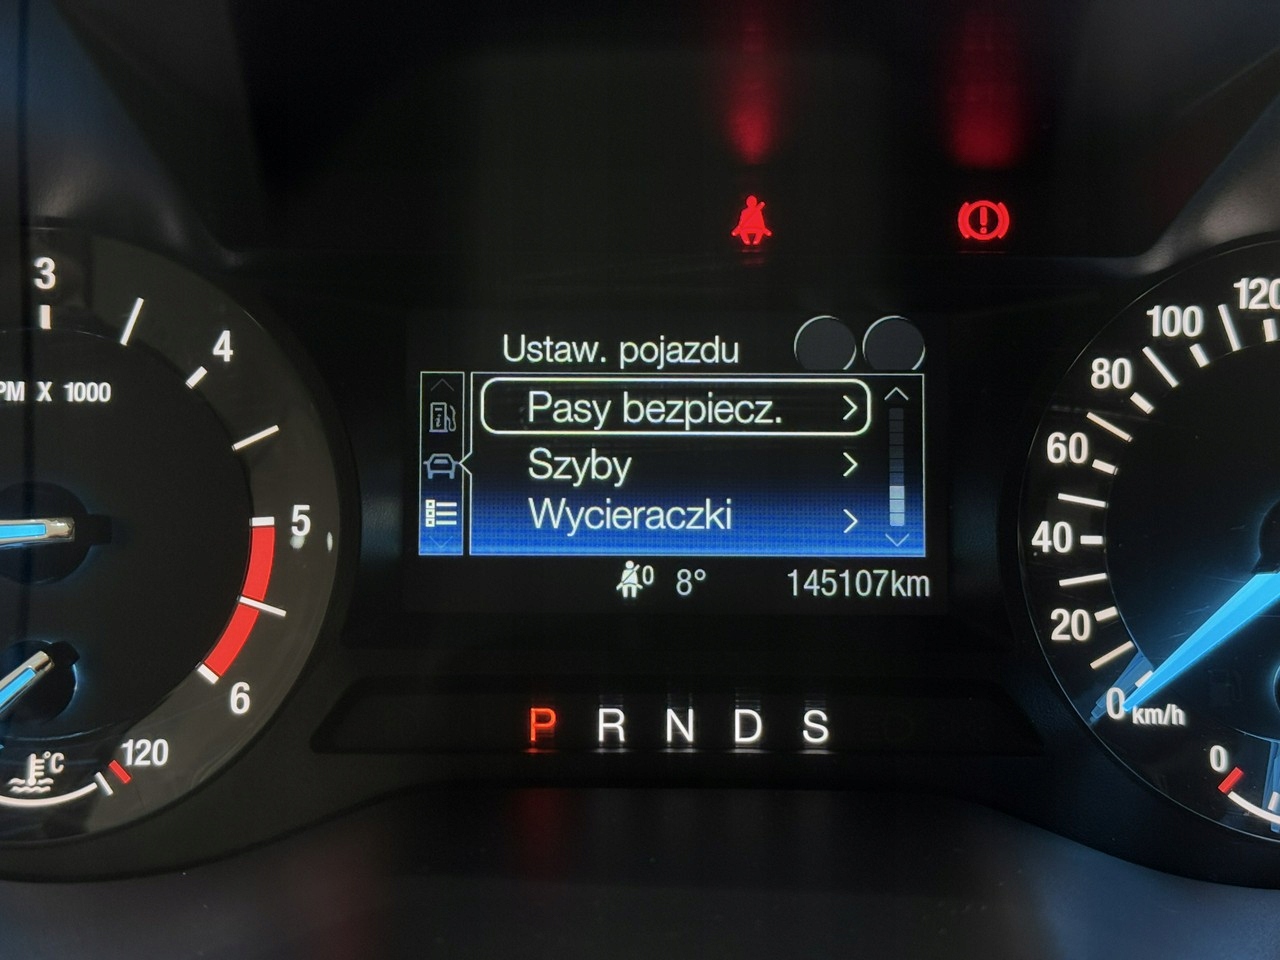 3
4
5
6
PM X 1000
°C
120
Ustaw. pojazdu
Pasy bezpiecz.
Szyby
Wycieraczki
0 8° 145107km
P R N D S
120
100
80
60
40
20
0 km/h
0